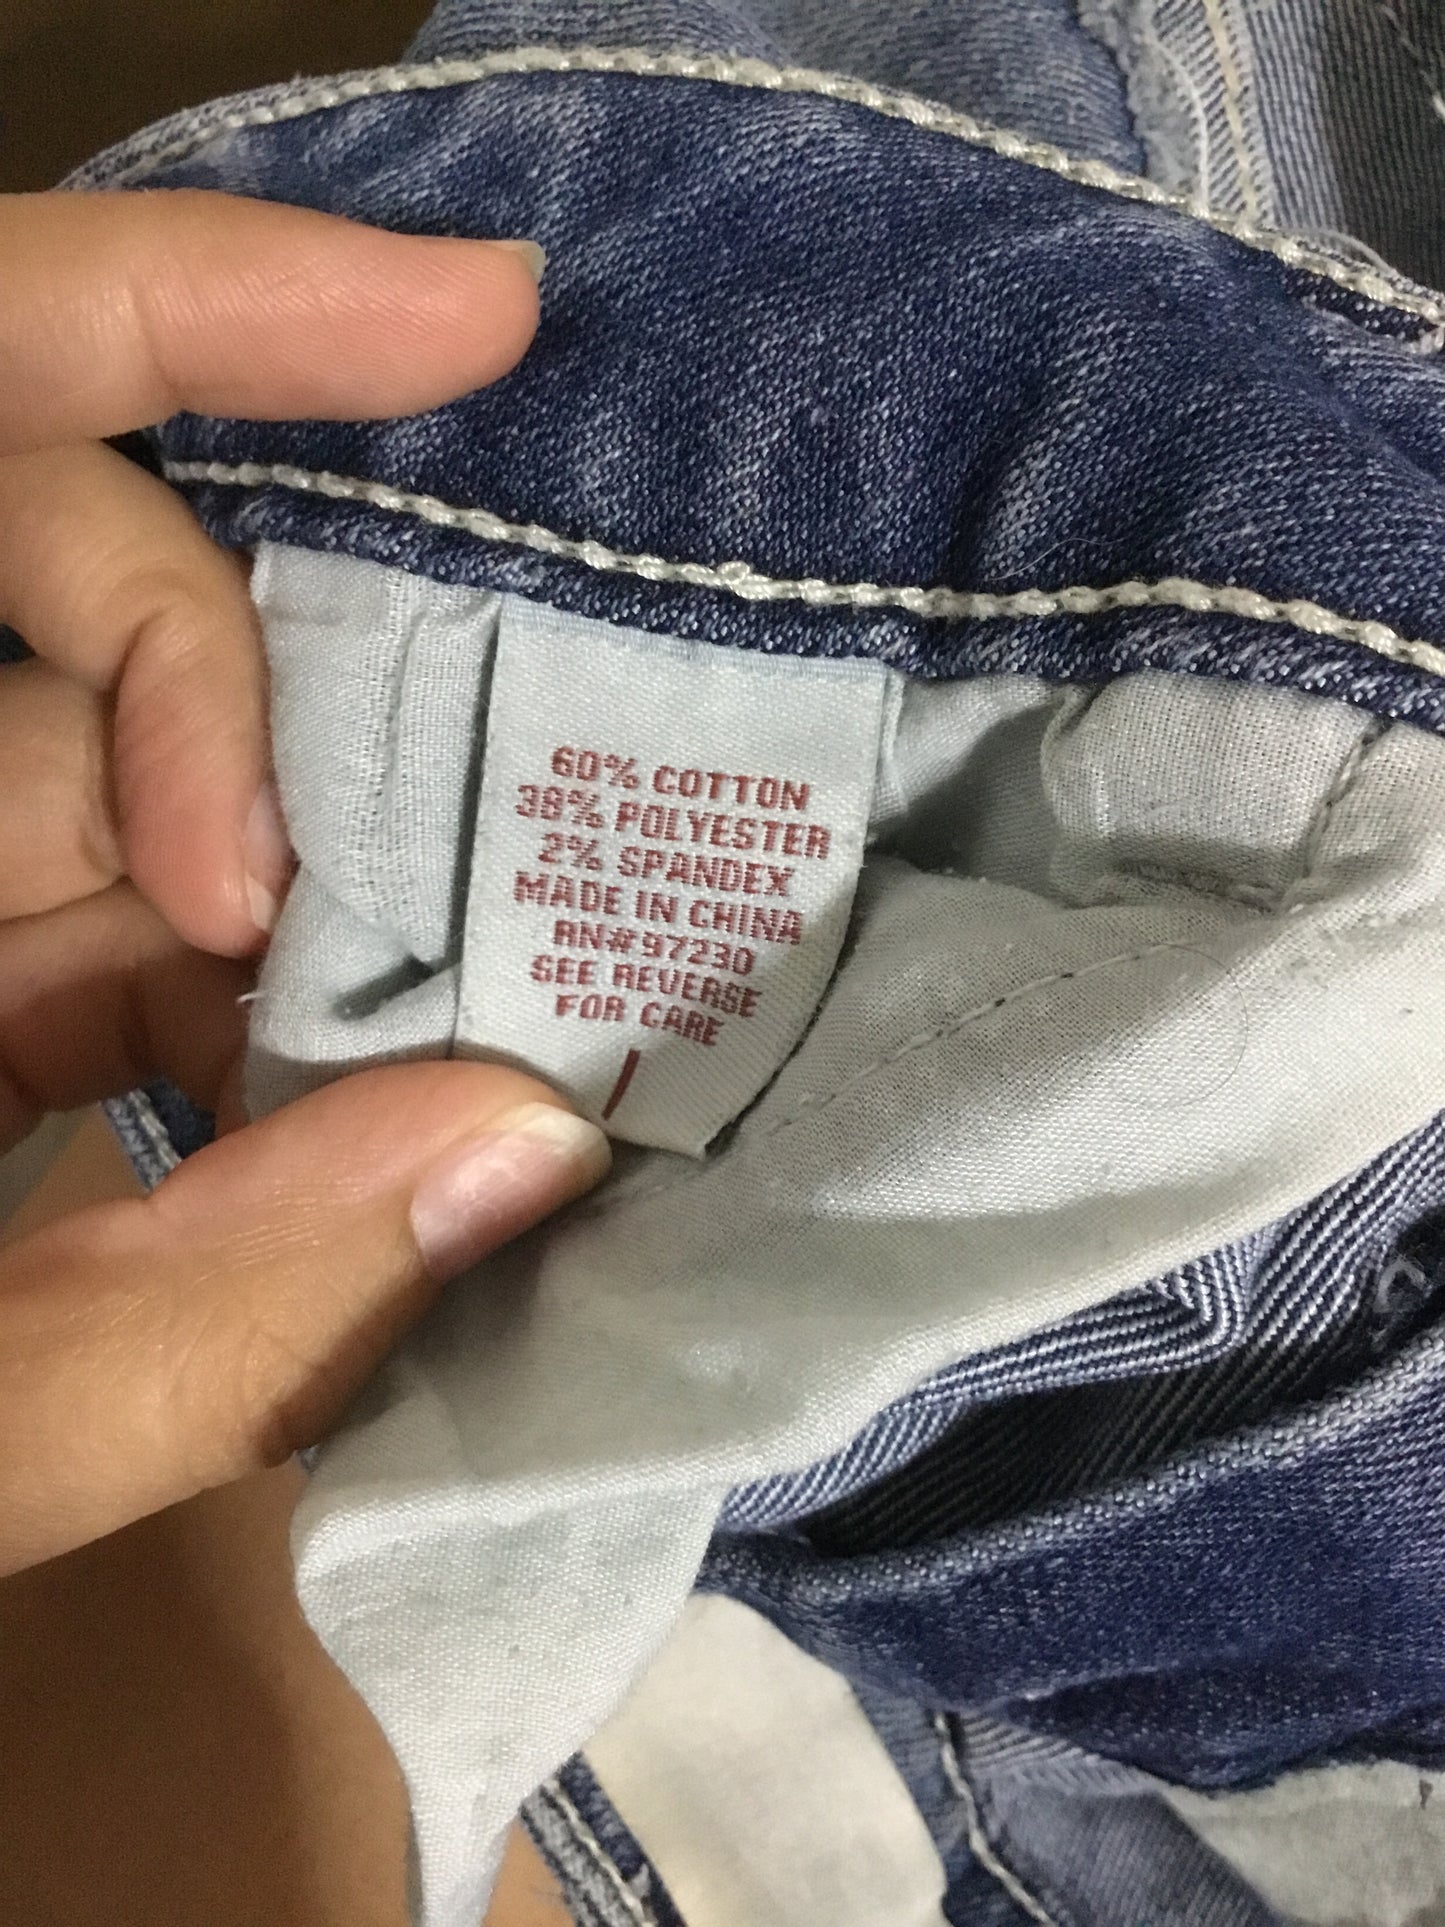 60% COTTON
38% POLYESTER
2% SPANDEX
MADE IN CHINA
RN# 97230
SEE REVERSE
FOR CARE
/